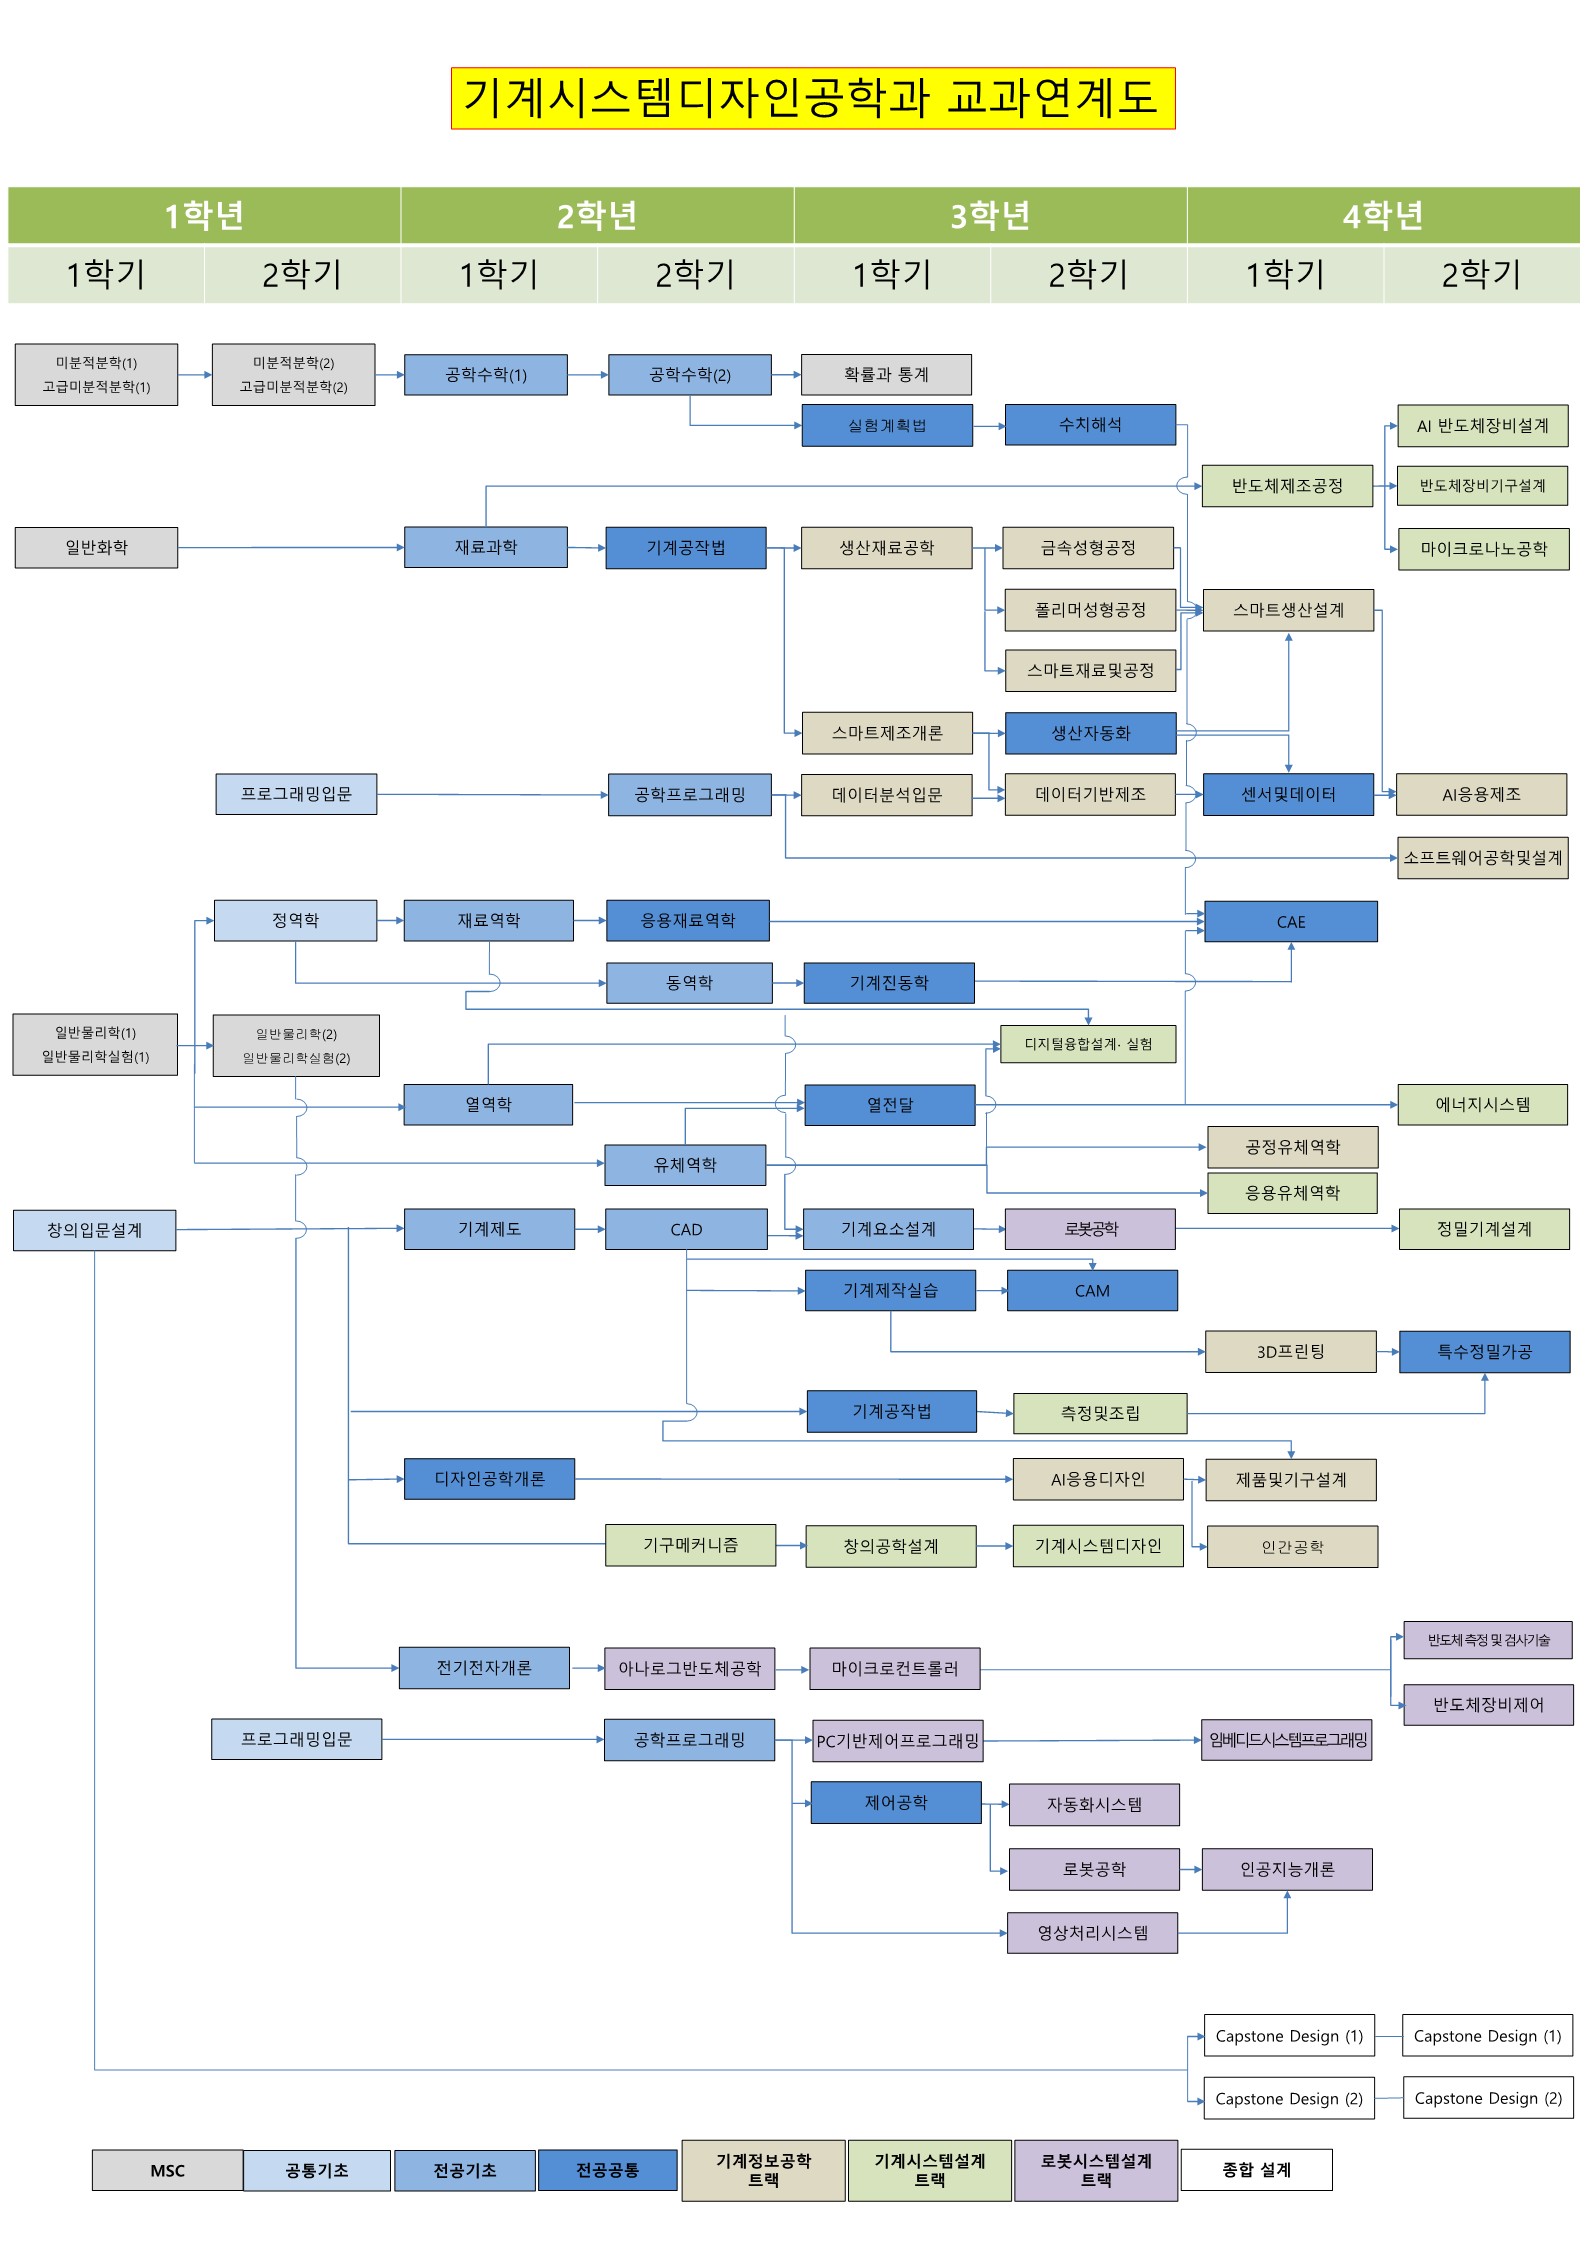 기계시스템디자인공학과 교과연계도
1학년
2학년
3학년
4학년
1학기
2학기
1학기
2학기
1학기
2학기
1학기
2학기
미분적분학(1)
고급미분적분학(1)
미분적분학(2)
고급미분적분학(2)
공학수학(1)
공학수학(2)
확률과 통계
실험계획법
수치해석
AI 반도체장비설계
반도체제조공정
반도체장비기구설계
일반화학
재료과학
기계공작법
생산재료공학
금속성형공정
마이크로나노공학
폴리머성형공정
스마트생산설계
스마트재료및공정
스마트제조개론
생산자동화
프로그래밍입문
공학프로그래밍
데이터분석입문
데이터기반제조
센서및데이터
AI응용제조
소프트웨어공학및설계
정역학
재료역학
응용재료역학
CAE
동역학
기계진동학
일반물리학(1)
일반물리학실험(1)
일반물리학(2)
일반물리학실험(2)
디지털융합설계· 실험
열역학
열전달
에너지시스템
유체역학
공정유체역학
응용유체역학
창의입문설계
기계제도
CAD
기계요소설계
로봇공학
정밀기계설계
기계제작실습
CAM
3D프린팅
특수정밀가공
기계공작법
측정및조립
디자인공학개론
AI응용디자인
제품및기구설계
기구메커니즘
창의공학설계
기계시스템디자인
인간공학
반도체 측정 및 검사기술
전기전자개론
아나로그반도체공학
마이크로컨트롤러
반도체장비제어
프로그래밍입문
공학프로그래밍
PC기반제어프로그래밍
임베디드시스템프로그래밍
제어공학
자동화시스템
로봇공학
인공지능개론
영상처리시스템
Capstone Design (1)
Capstone Design (1)
Capstone Design (2)
Capstone Design (2)
MSC
공통기초
전공기초
전공공통
기계정보공학
트랙
기계시스템설계
트랙
로봇시스템설계
트랙
종합 설계